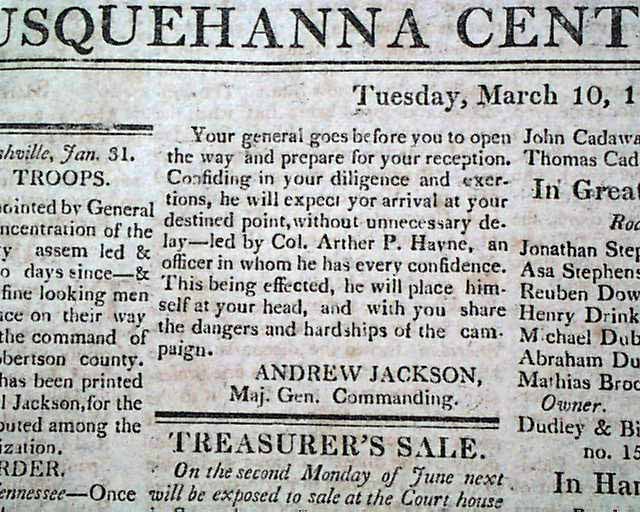 USQUEHANNA CENT
Tuesday, March 10, 1
shville, Jan. 31.
TROOPS.
pointed by General
ncentration of the
y assem led &
o days since—&
fine looking men
ce on their way
the command of
obertson county.
has been printed
l Jackson, for the
outed among the
ization.
RDER.
ennessee—Once
Your general goes before you to open
the way and prepare for your reception.
Confiding in your diligence and exer-
tions, he will expect yor arrival at your
destined point, without unnecessary de-
lay—led by Col. Arther P. Hayne, an
officer in whom he has every confidence.
This being effected, he will place him-
self at your head, and with you share
the dangers and hardships of the cam-
paign.
ANDREW JACKSON,
Maj. Gen. Commanding.
TREASURER'S SALE.
On the second Monday of June next
will be exposed to sale at the Court house
John Cadawa
Thomas Cad
In Grea
Roc
Jonathan Step
Asa Stephens
Reuben Dow
Henry Drink
Michael Dub
Abraham Du
Mathias Broc
Owner.
Dudley & Bi
no. 15
In Har